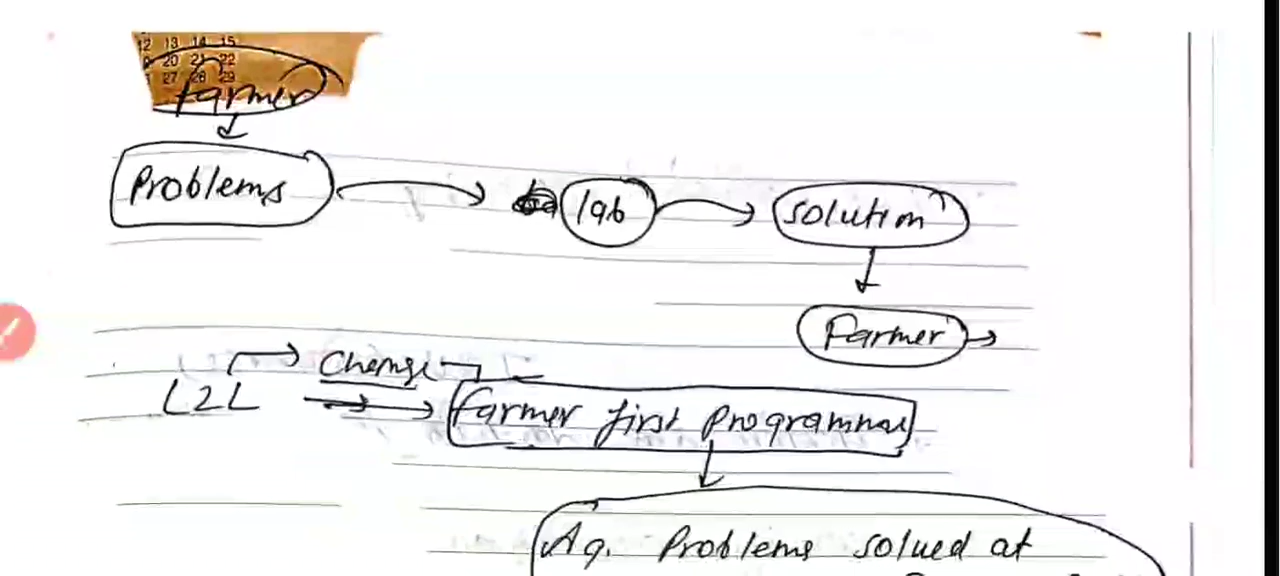 12 13 14 15
20 21 22
27 28 29
farmer
Problems
lab
solution
Farmer
Change
L2L
farmer first programme
Ag. Problems solved at